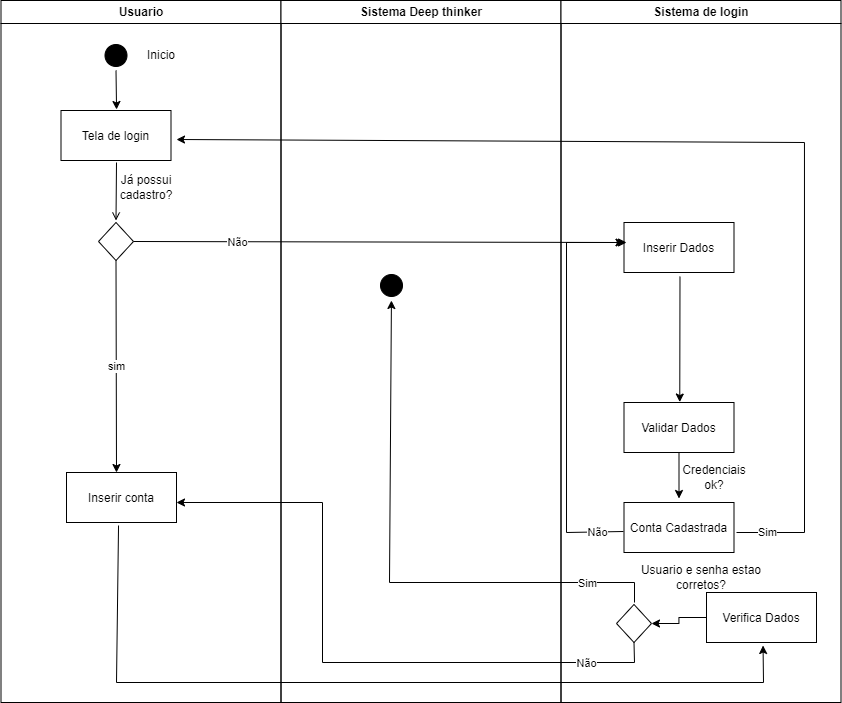 Usuario
Sistema Deep thinker
Sistema de login
Inicio
Tela de login
Já possui
cadastro?
Não
Inserir Dados
sim
Validar Dados
Credenciais
ok?
Inserir conta
Conta Cadastrada
Não
Sim
Usuario e senha estao
corretos?
Sim
Verifica Dados
Não